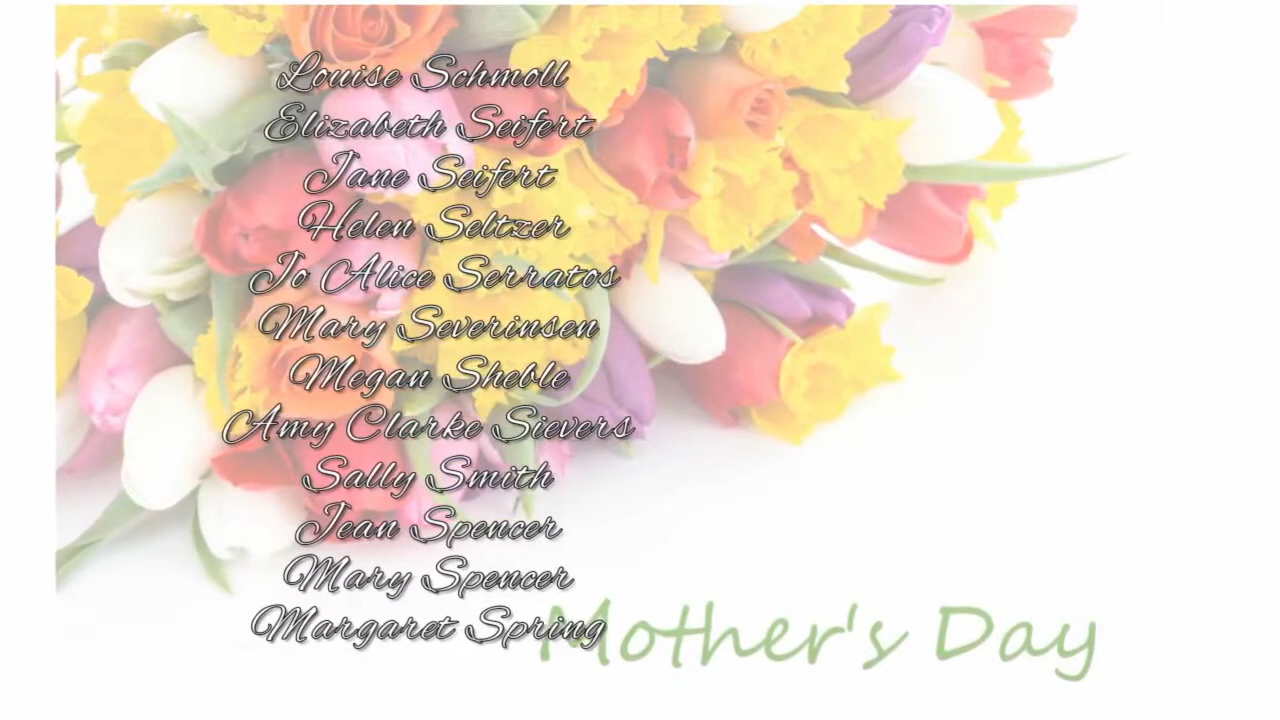 Louise Schmoll
Elizabeth Seifert
Jane Seifert
Helen Seltzer
Jo Alice Serratos
Mary Severinsen
Megan Sheble
Amy Clarke Sievers
Sally Smith
Jean Spencer
Mary Spencer
Margaret Spring
Mother's Day